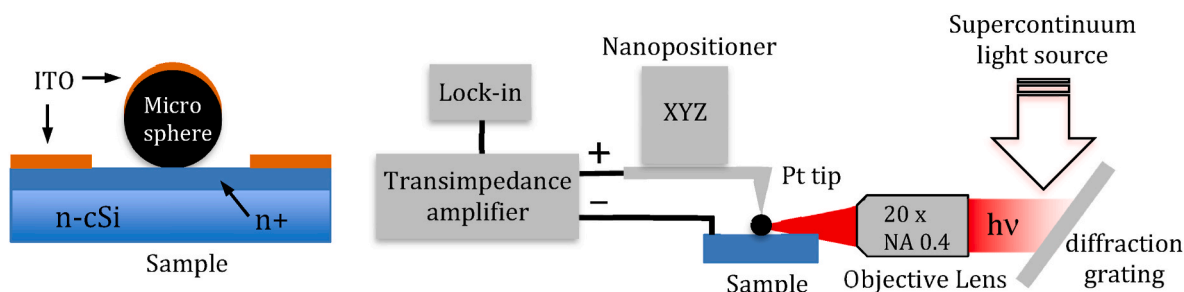 ITO
Micro
sphere
n-cSi
n+
Sample
Lock-in
Transimpedance
amplifier
+
−
Nanopositioner
XYZ
Pt tip
Sample
20 x
NA 0.4
Objective Lens
hν
Supercontinuum
light source
diffraction
grating